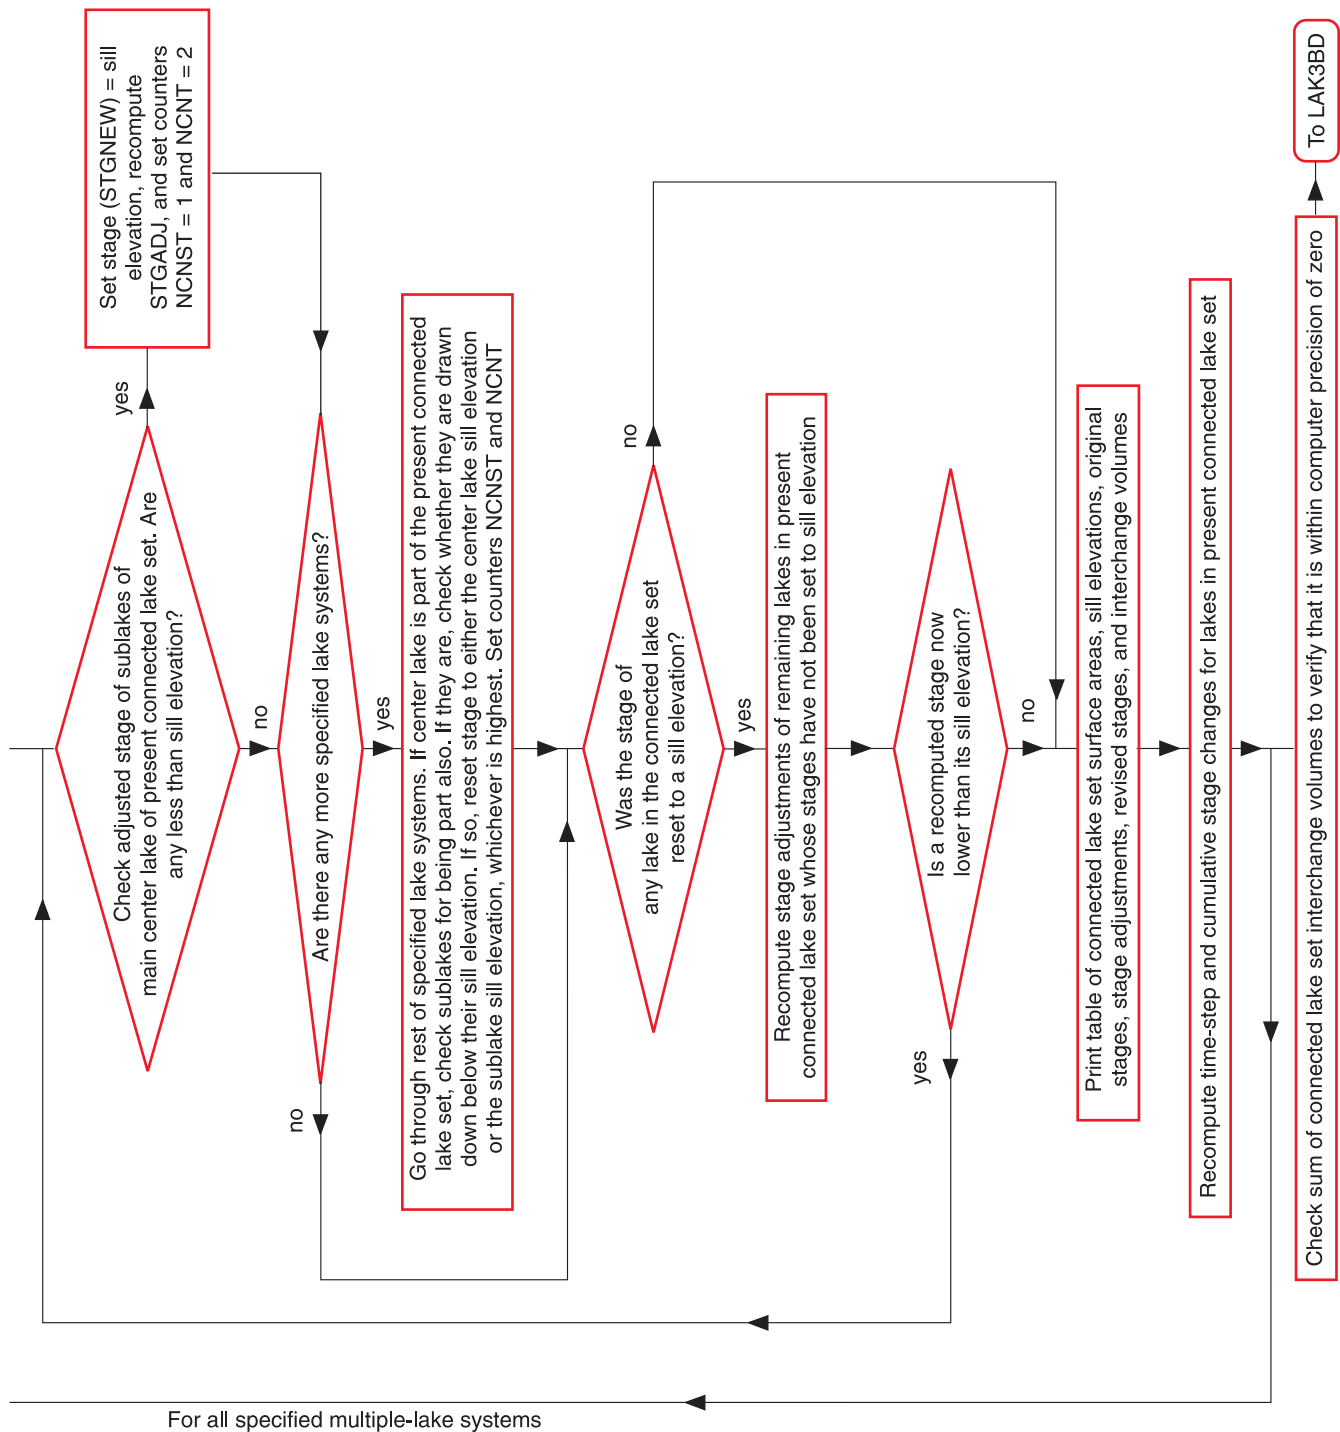 Check adjusted stage of sublakes of
main center lake of present connected lake set. Are
any less than sill elevation?
yes
Set stage (STGNEW) = sill
elevation, recompute
STGADJ, and set counters
NCNST = 1 and NCNT = 2
no
Are there any more specified lake systems?
no
yes
Go through rest of specified lake systems. If center lake is part of the present connected
lake set, check sublakes for being part also. If they are, check whether they are drawn
down below their sill elevation. If so, reset stage to either the center lake sill elevation
or the sublake sill elevation, whichever is highest. Set counters NCNST and NCNT
Was the stage of
any lake in the connected lake set
reset to a sill elevation?
no
yes
Recompute stage adjustments of remaining lakes in present
connected lake set whose stages have not been set to sill elevation
Is a recomputed stage now
lower than its sill elevation?
yes
no
Print table of connected lake set surface areas, sill elevations, original
stages, stage adjustments, revised stages, and interchange volumes
Recompute time-step and cumulative stage changes for lakes in present connected lake set
For all specified multiple-lake systems
Check sum of connected lake set interchange volumes to verify that it is within computer precision of zero
To LAK3BD